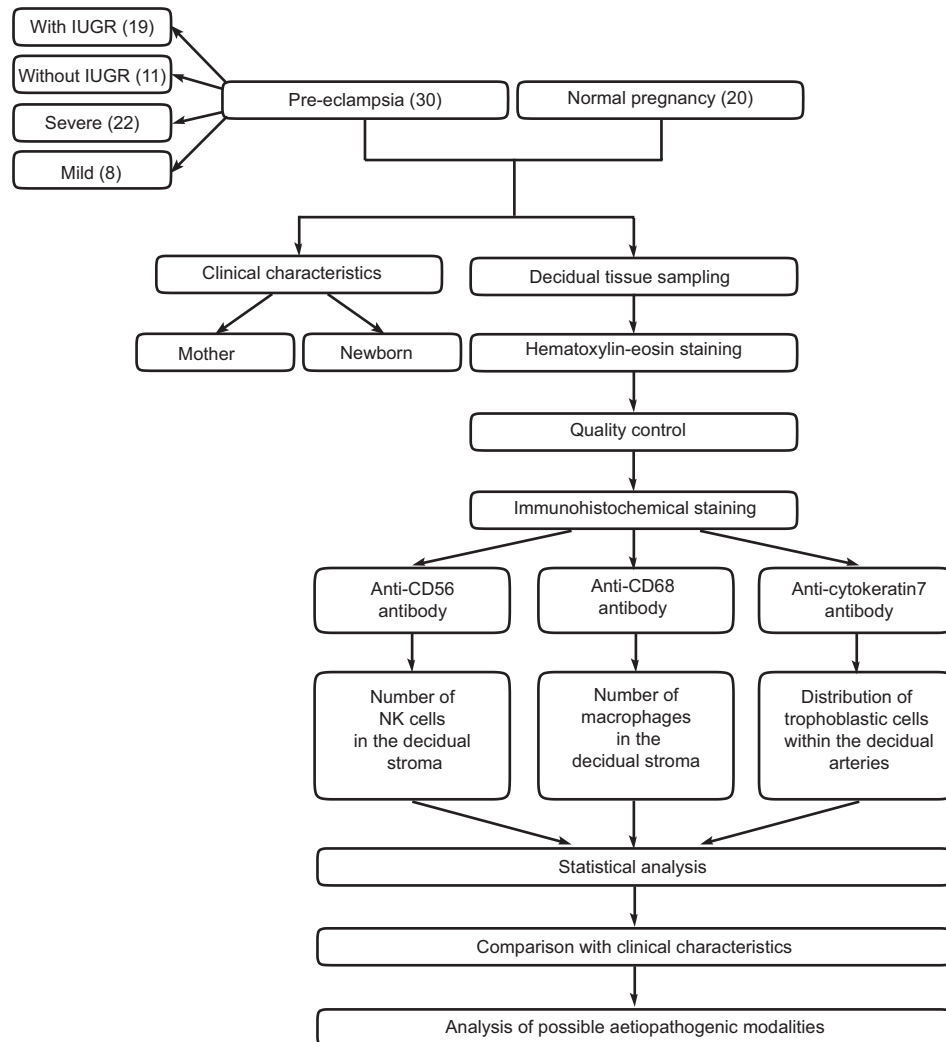 With IUGR (19)
Without IUGR (11)
Severe (22)
Mild (8)
Pre-eclampsia (30)
Normal pregnancy (20)
Clinical characteristics
Mother
Newborn
Decidual tissue sampling
Hematoxylin-eosin staining
Quality control
Immunohistochemical staining
Anti-CD56
antibody
Anti-CD68
antibody
Anti-cytokeratin7
antibody
Number of
NK cells
in the decidual
stroma
Number of
macrophages
in the
decidual stroma
Distribution of
trophoblastic cells
within the decidual
arteries
Statistical analysis
Comparison with clinical characteristics
Analysis of possible aetiopathogenic modalities